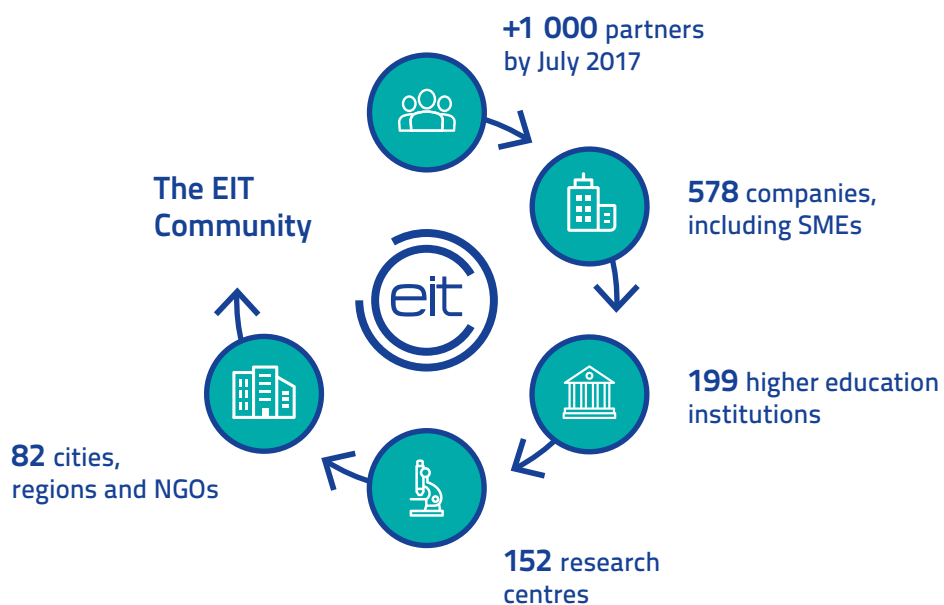 +1 000 partners
by July 2017
The EIT
Community
578 companies,
including SMEs
eit
199 higher education
institutions
82 cities,
regions and NGOs
152 research
centres